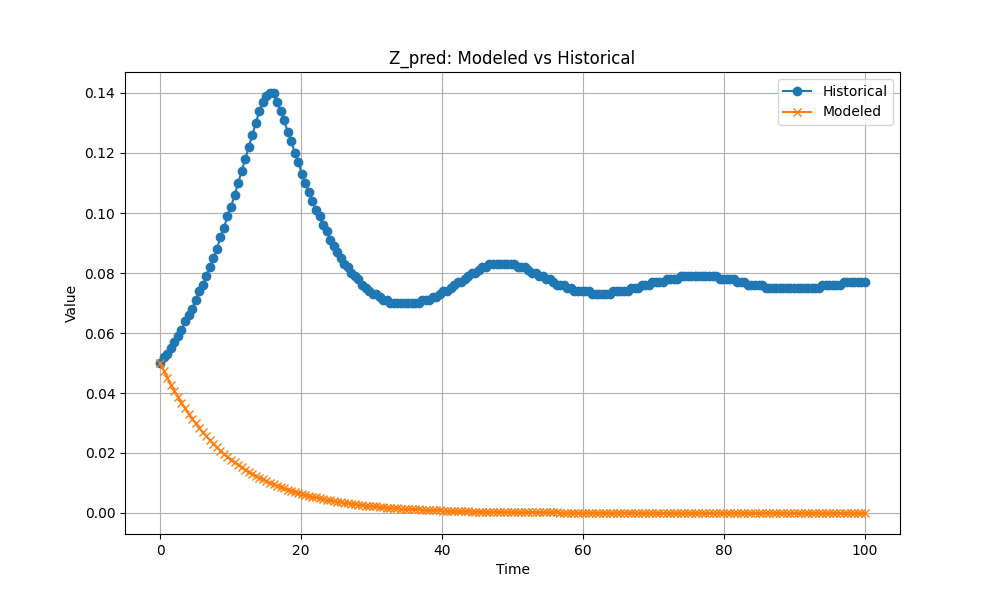 Z_pred: Modeled vs Historical
Historical
Modeled
Value
0.14
0.12
0.10
0.08
0.06
0.04
0.02
0.00
0 20 40 60 80 100
Time